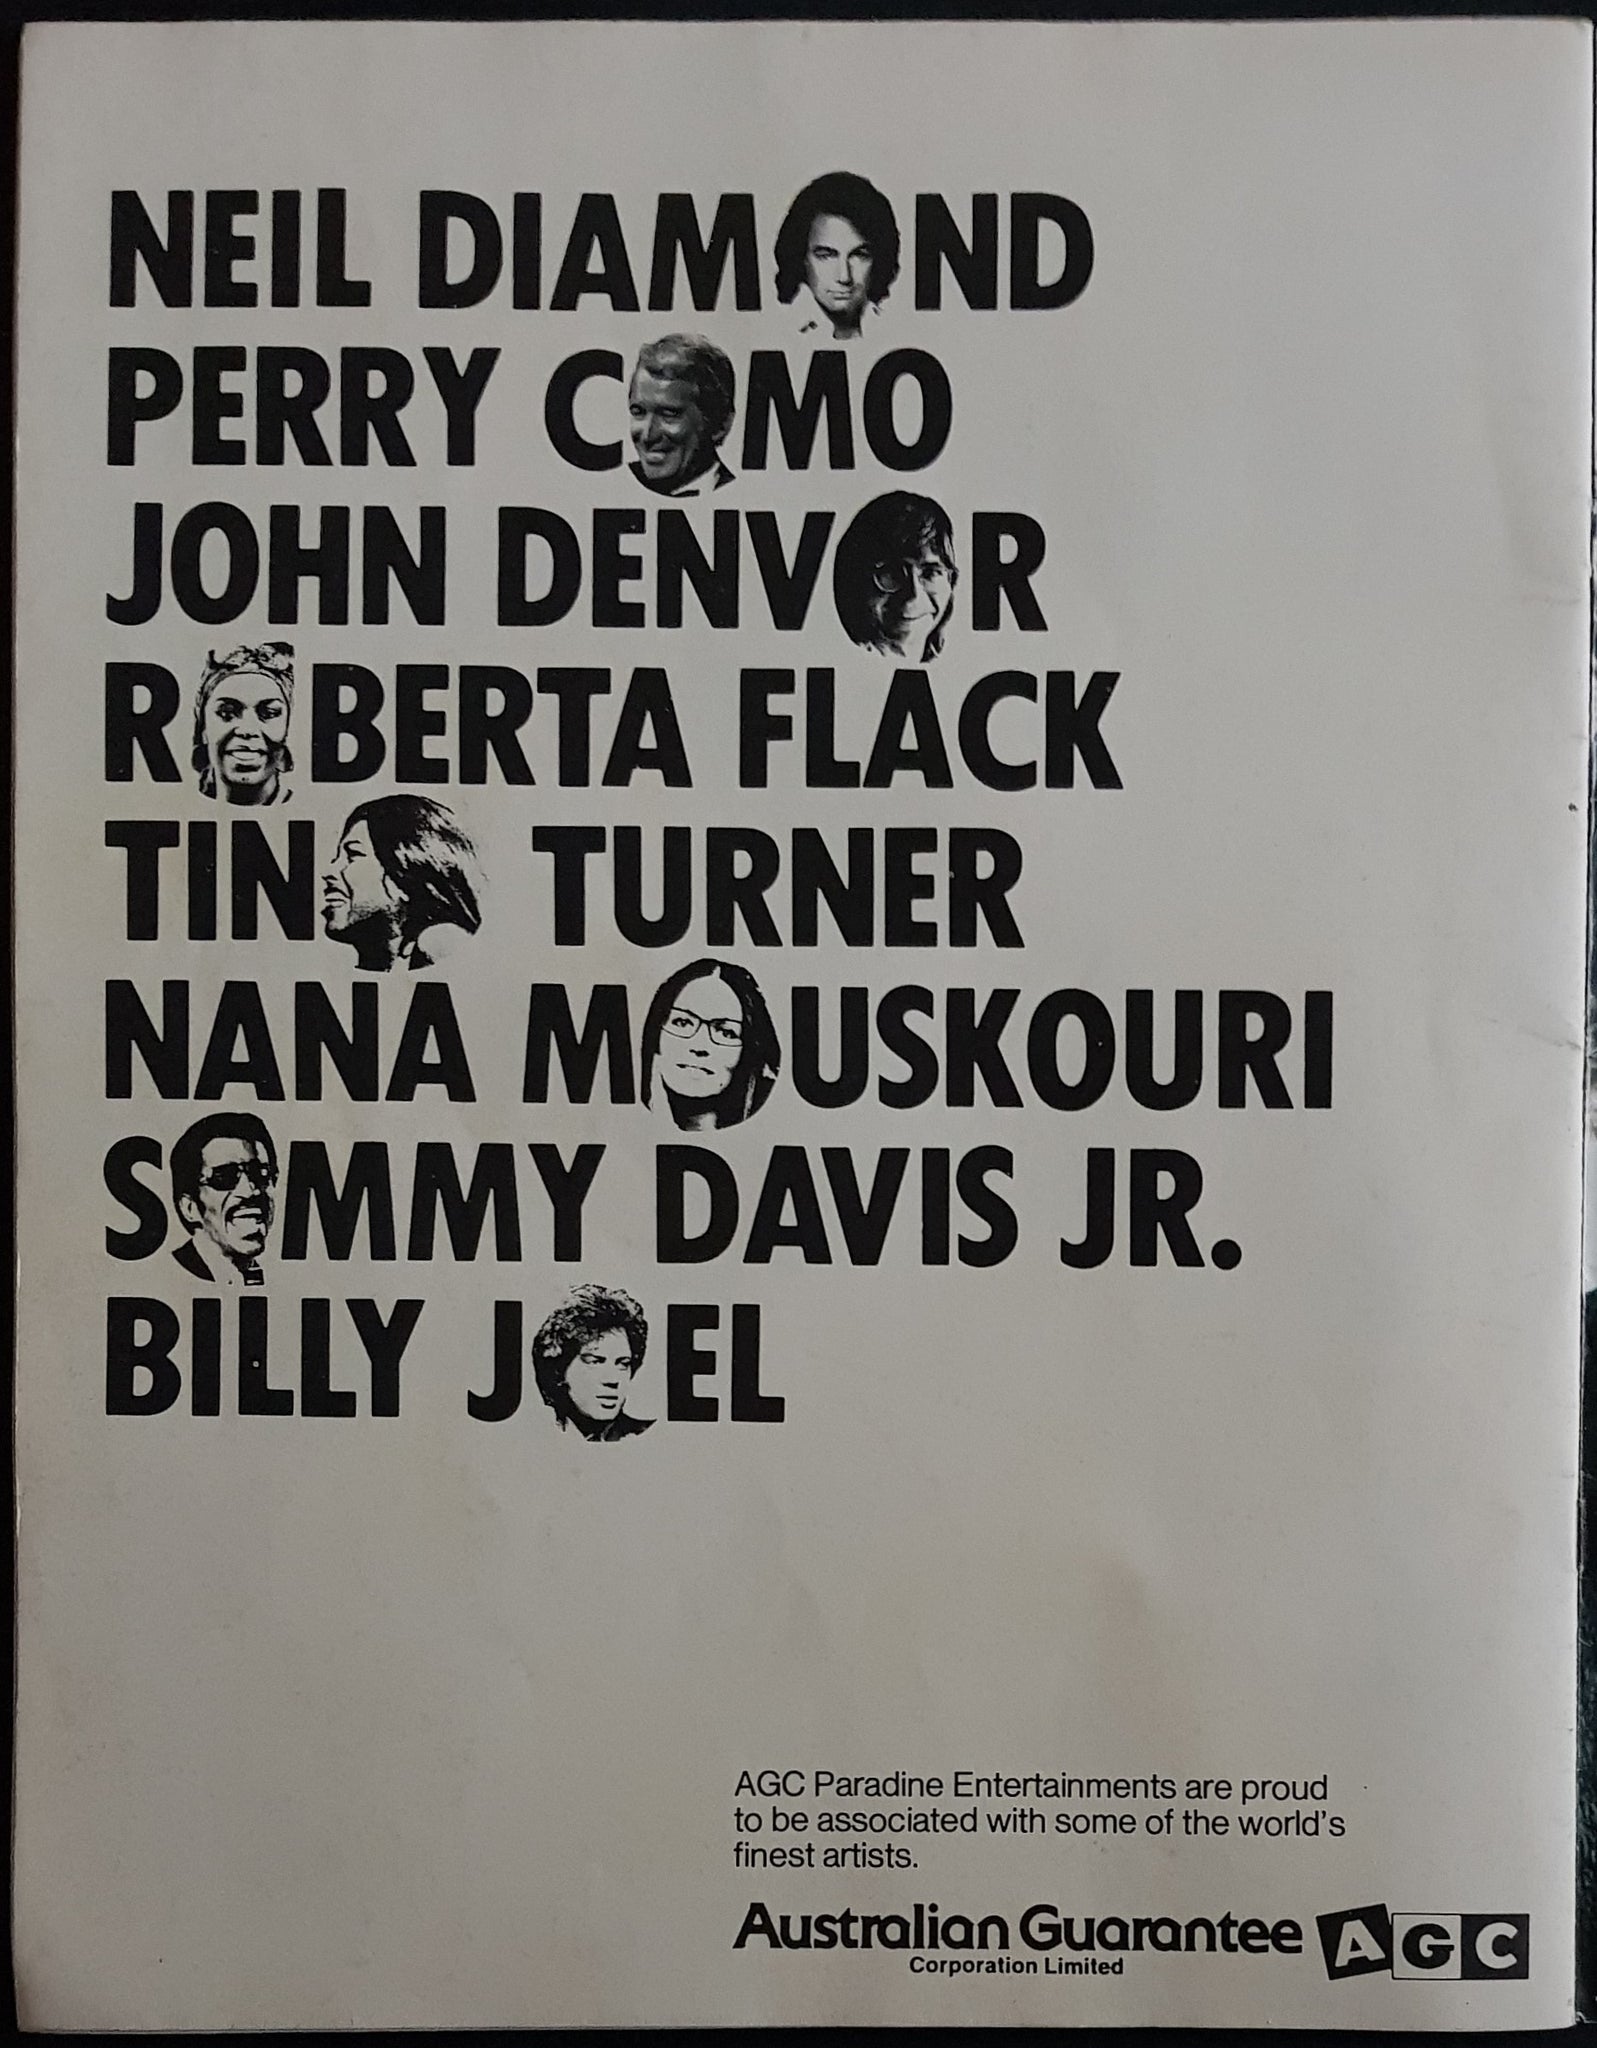 NEIL DIAMOND
PERRY COMO
JOHN DENVER
ROBERTA FLACK
TINA TURNER
NANA MOUSKOURI
SAMMY DAVIS JR.
BILLY JOEL
AGC Paradine Entertainments are proud
to be associated with some of the world's
finest artists.
Australian Guarantee AGC
Corporation Limited